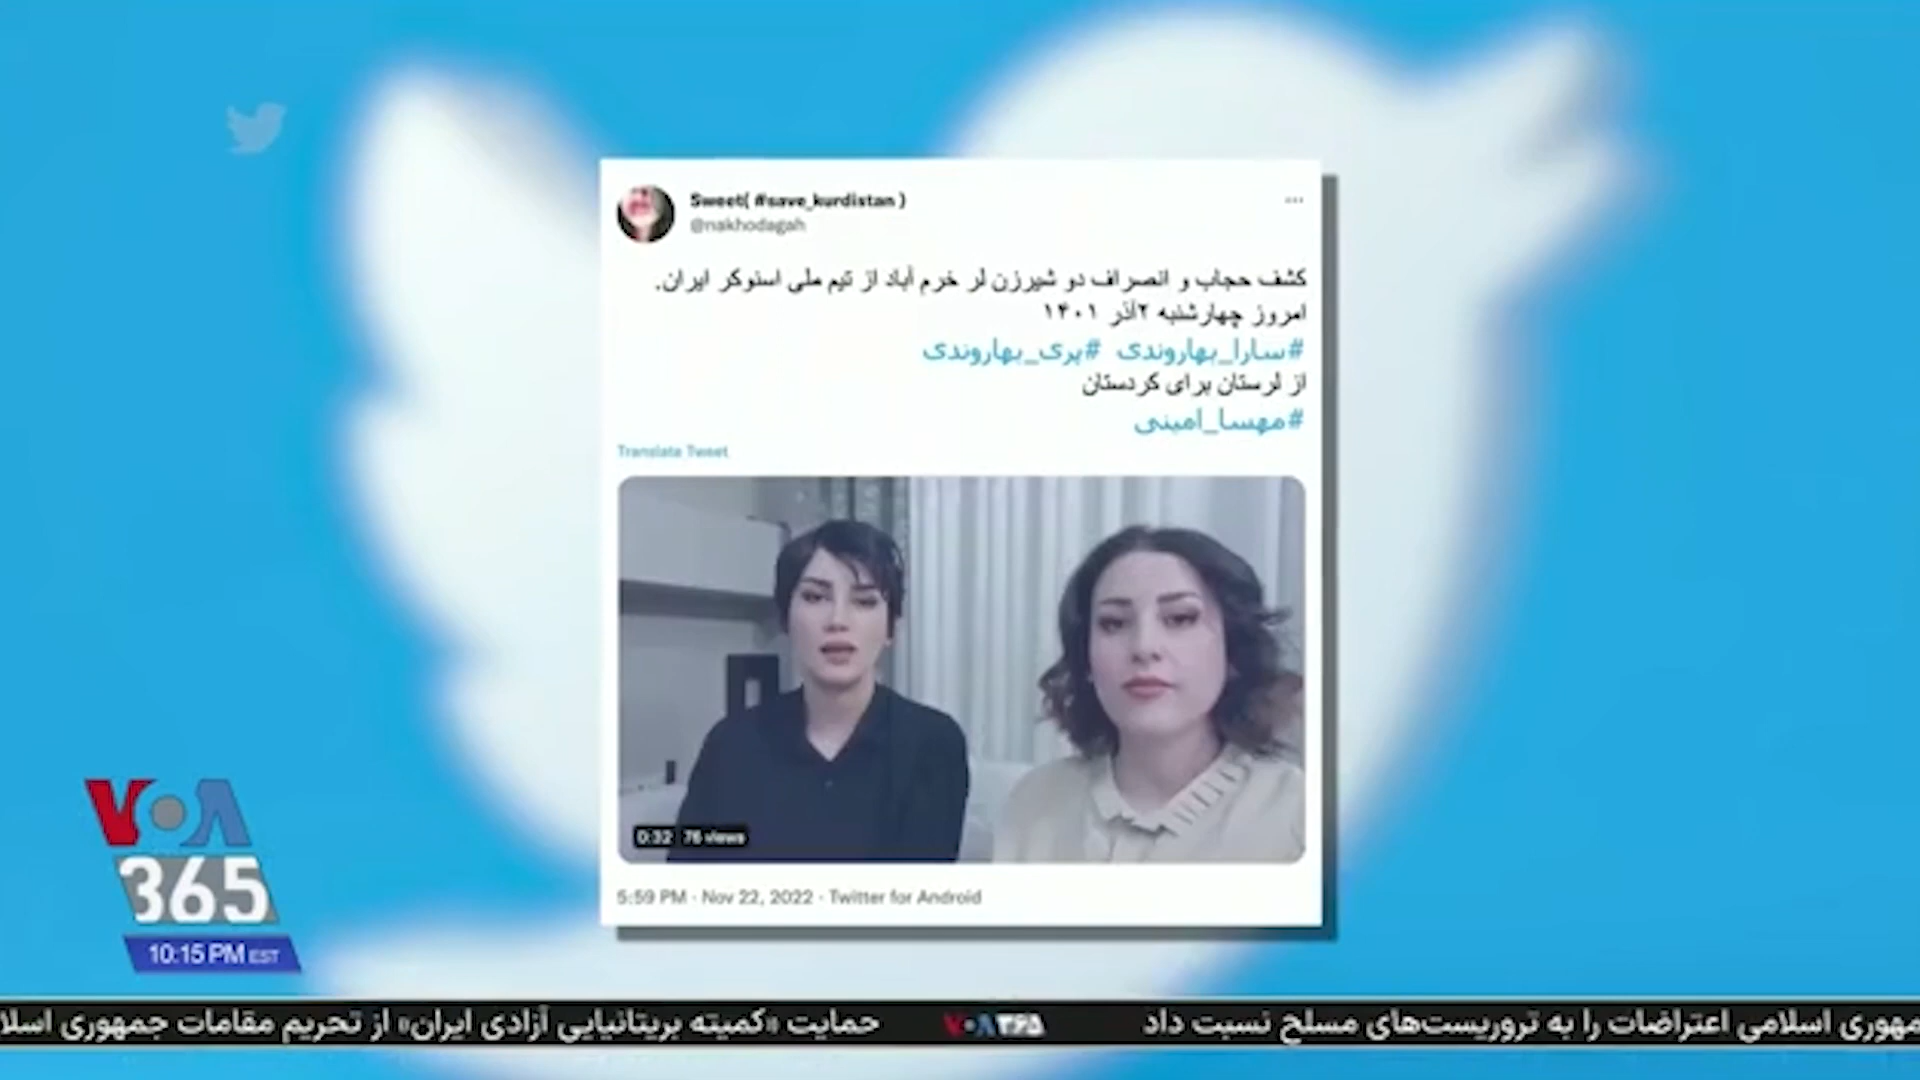 Sweet( #save_kurdistan )
@nakhodagah
کشف حجاب و انصراف دو شیرزن لر خرم آباد از تیم ملی اسنوکر ایران.
امروز چهارشنبه ۲آذر ۱۴۰۱
#سارا_بهاروندی #پری_بهاروندی
از لرستان برای کردستان
#مهسا_امینی
Translate Tweet
0:32 76 views
5:59 PM · Nov 22, 2022 · Twitter for Android
VOA
365
10:15 PM EST
مهوری اسلامی اعتراضات را به تروریست‌های مسلح نسبت داد VOA۳۶۵ حمایت «کمیته بریتانیایی آزادی ایران» از تحریم مقامات جمهوری اسلا